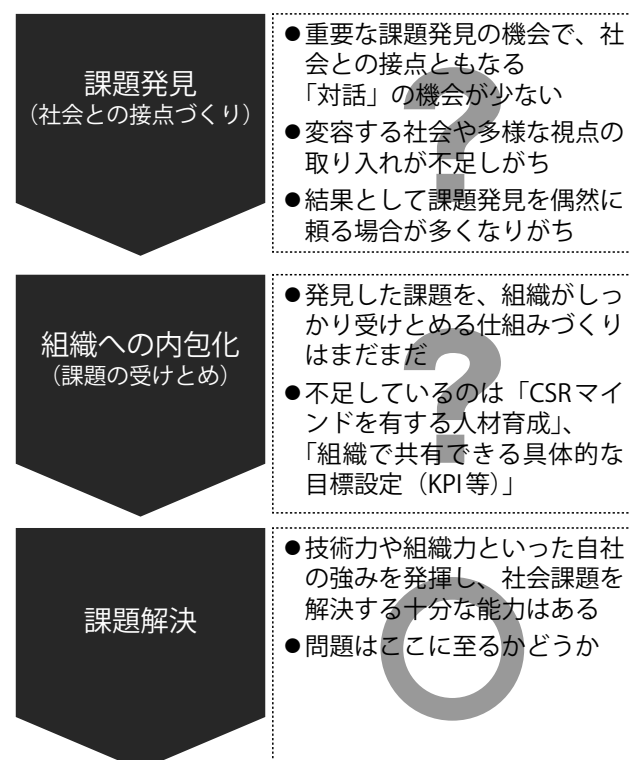 課題発見
（社会との接点づくり）
●重要な課題発見の機会で、社
会との接点ともなる
「対話」の機会が少ない
●変容する社会や多様な視点の
取り入れが不足しがち
●結果として課題発見を偶然に
頼る場合が多くなりがち
?
組織への内包化
（課題の受けとめ）
●発見した課題を、組織がしっ
かり受けとめる仕組みづくり
はまだまだ
●不足しているのは「CSRマイ
ンドを有する人材育成」、
「組織で共有できる具体的な
目標設定（KPI等）」
?
課題解決
●技術力や組織力といった自社
の強みを発揮し、社会課題を
解決する十分な能力はある
●問題はここに至るかどうか